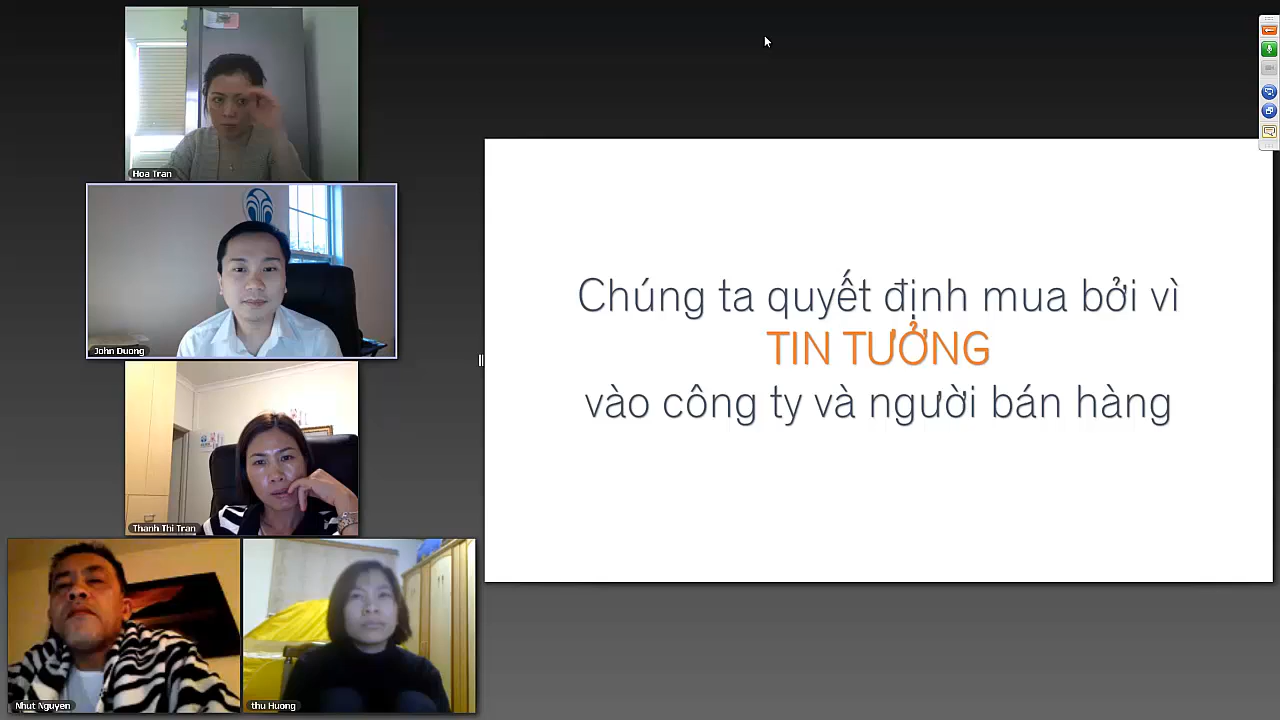 Hoa Tran
John Duong
Thanh Thi Tran
Nhut Nguyen
thu Huong
Chúng ta quyết định mua bởi vì
TIN TƯỞNG
vào công ty và người bán hàng